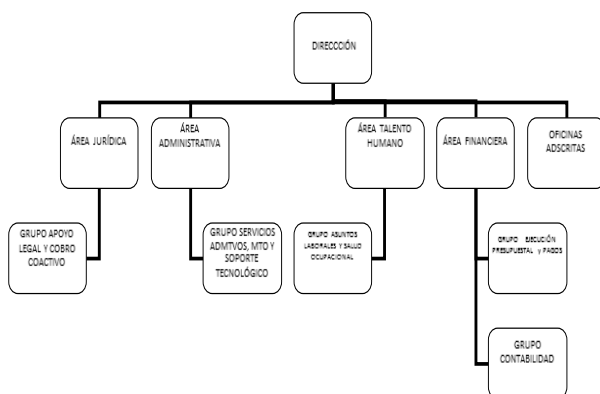 DIRECCCIÓN
ÁREA JURÍDICA
ÁREA
ADMINISTRATIVA
ÁREA TALENTO
HUMANO
ÁREA FINANCIERA
OFICINAS
ADSCRITAS
GRUPO APOYO
LEGAL Y COBRO
COACTIVO
GRUPO SERVICIOS
ADMTVOS, MTO Y
SOPORTE
TECNOLÓGICO
GRUPO ASUNTOS
LABORALES Y SALUD
OCUPACIONAL
GRUPO EJECUCIÓN
PRESUPUESTAL y PAGOS
GRUPO
CONTABILIDAD